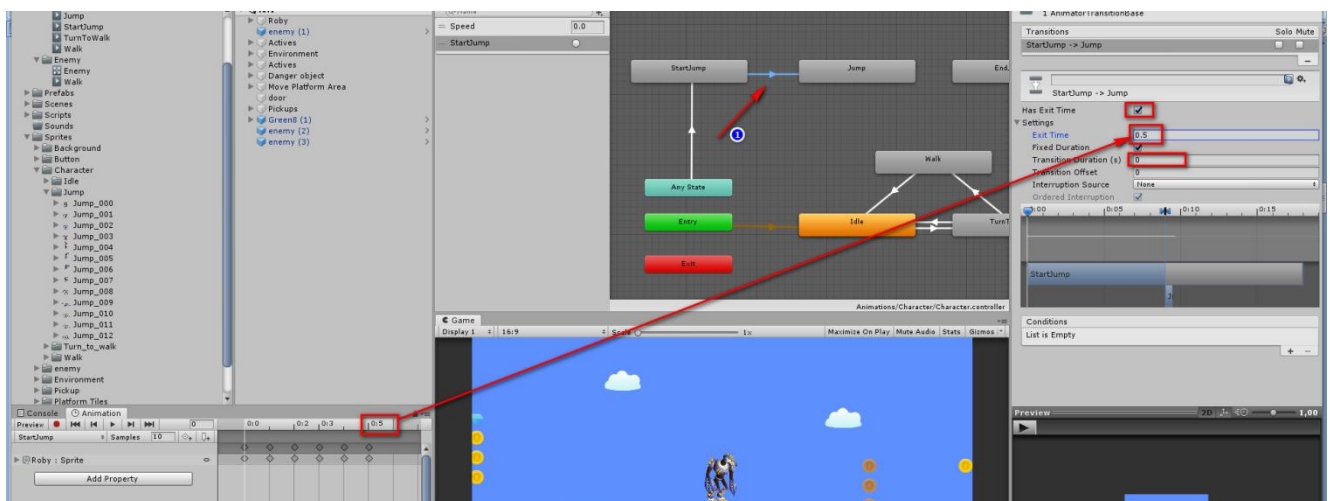 Jump
StartJump
TurnToWalk
Walk
Enemy
Enemy
Walk
Prefabs
Scenes
Scripts
Sounds
Sprites
Background
Button
Character
Idle
Jump
Jump_000
Jump_001
Jump_002
Jump_003
Jump_004
Jump_005
Jump_006
Jump_007
Jump_008
Jump_009
Jump_010
Jump_011
Jump_012
Turn_to_walk
Walk
enemy
Environment
Pickup
Platform Tiles
Roby
enemy (1)
Actives
Environment
Actives
Danger object
Move Platform Area
door
Pickups
Green8 (1)
enemy (2)
enemy (3)
Speed 0.0
StartJump
StartJump
Jump
End
1
Walk
Any State
Entry
Idle
TurnT
Exit
Animations/Character/Character.controller
1 AnimatorTransitionBase
Transitions Solo Mute
StartJump -> Jump
StartJump -> Jump
Has Exit Time
Settings
Exit Time 0.5
Fixed Duration
Transition Duration (s) 0
Transition Offset 0
Interruption Source None
Ordered Interruption
0:00 0:05 0:10 0:15
StartJump
Conditions
List is Empty
Game
Display 1 16:9 Scale 1x Maximize On Play Mute Audio Stats Gizmos
Console Animation
Preview 0 0:0 0:2 0:3 0:5
StartJump Samples 10
Roby : Sprite
Add Property
Preview 2D 1,00